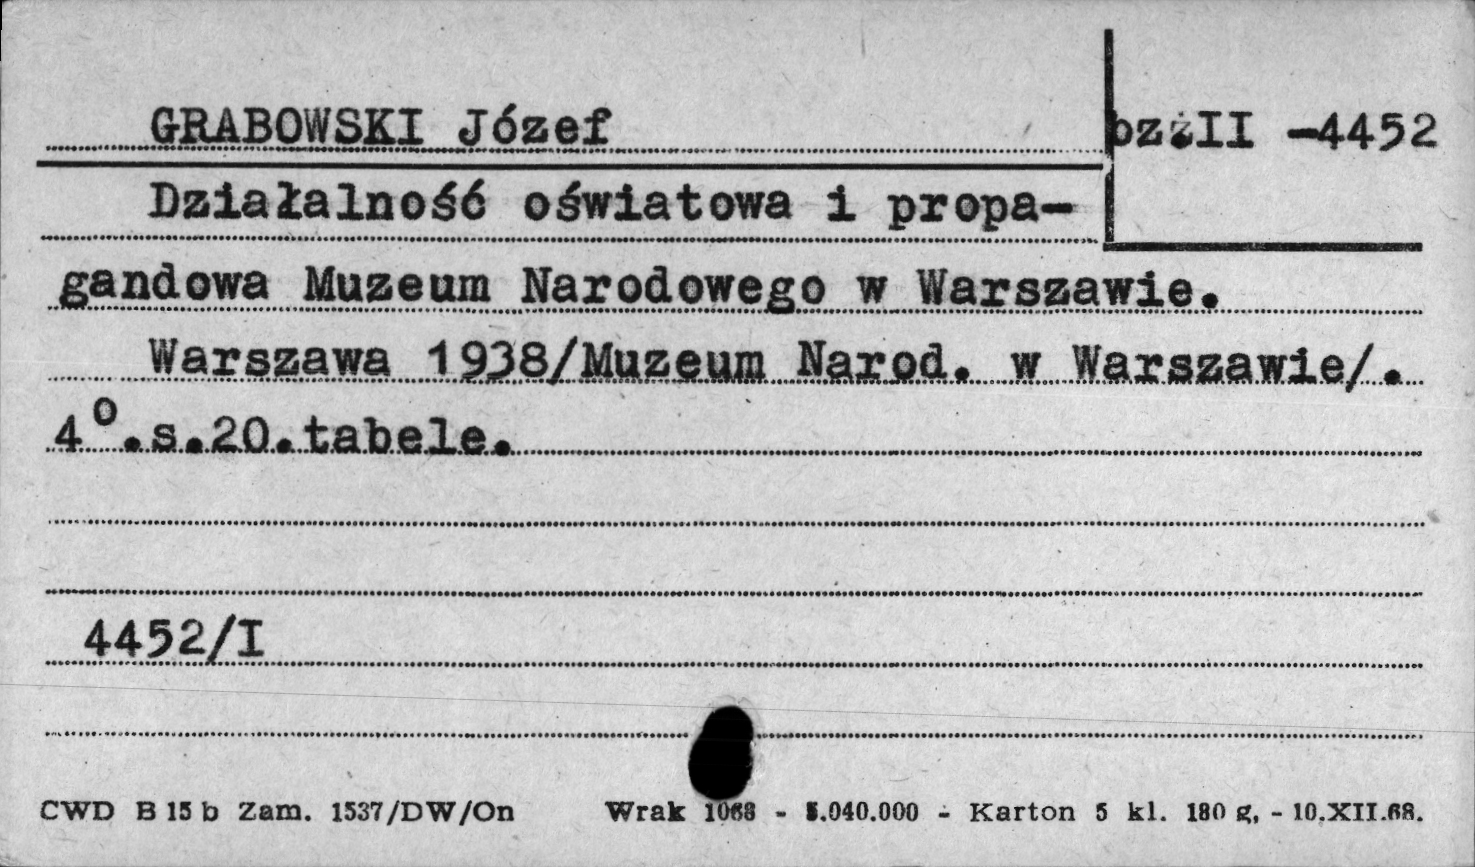 GRABOWSKI Józef
bzżII -4452
Działalność oświatowa i propa-
gandowa Muzeum Narodowego w Warszawie.
Warszawa 1938/Muzeum Narod. w Warszawie/.
4º.s.20.tabele.
4452/I
CWD B 15 b Zam. 1537/DW/On Wrak 1068 - 5.040.000 - Karton 5 kl. 180 g, - 10.XII.68.